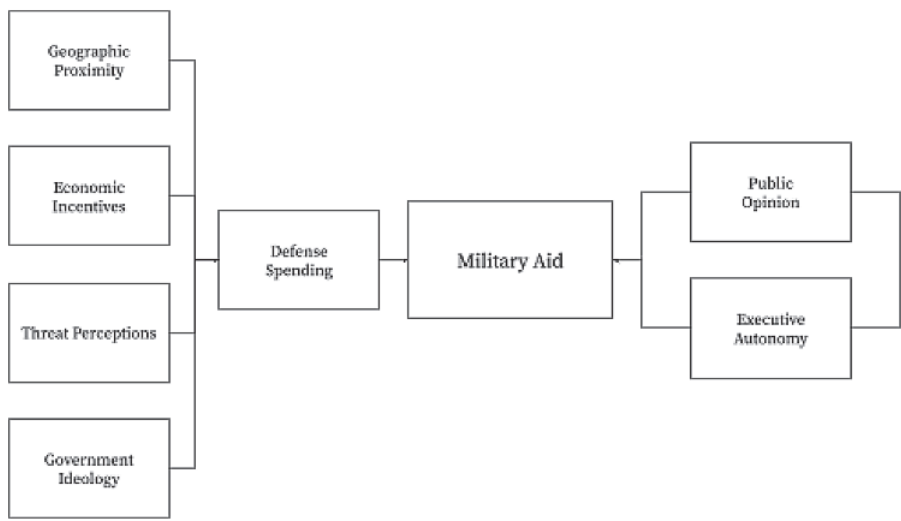 Geographic
Proximity
Economic
Incentives
Threat Perceptions
Government
Ideology
Defense
Spending
Military Aid
Public
Opinion
Executive
Autonomy